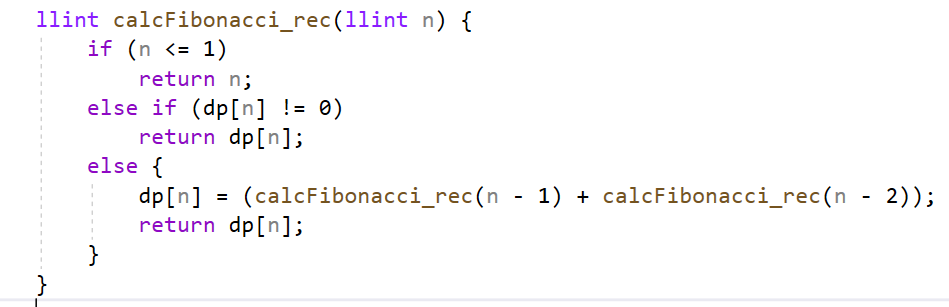 llint calcFibonacci_rec(llint n) {
    if (n <= 1)
        return n;
    else if (dp[n] != 0)
        return dp[n];
    else {
        dp[n] = (calcFibonacci_rec(n - 1) + calcFibonacci_rec(n - 2));
        return dp[n];
    }
}